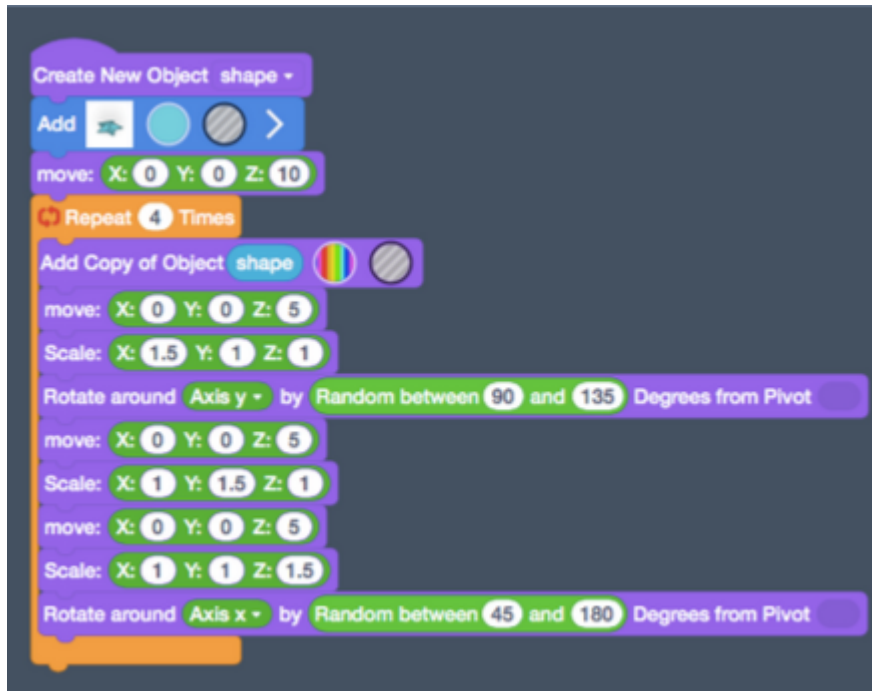 Create New Object shape
Add
move: X: 0 Y: 0 Z: 10
Repeat 4 Times
Add Copy of Object shape
move: X: 0 Y: 0 Z: 5
Scale: X: 1.5 Y: 1 Z: 1
Rotate around Axis y by Random between 90 and 135 Degrees from Pivot
move: X: 0 Y: 0 Z: 5
Scale: X: 1 Y: 1.5 Z: 1
move: X: 0 Y: 0 Z: 5
Scale: X: 1 Y: 1 Z: 1.5
Rotate around Axis x by Random between 45 and 180 Degrees from Pivot